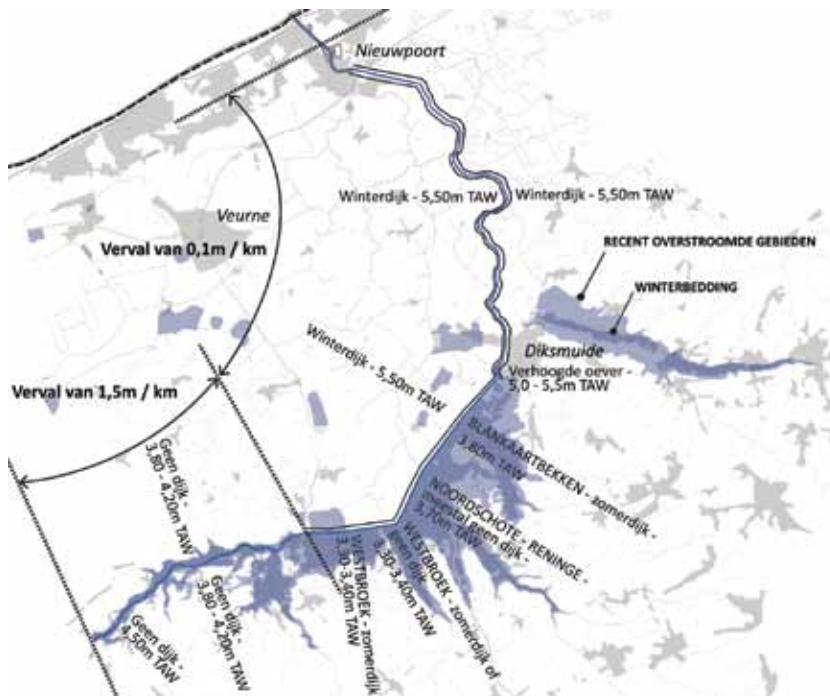 Nieuwpoort
Winterdijk - 5,50m TAW
Winterdijk - 5,50m TAW
Veurne
Verval van 0,1m / km
RECENT OVERSTROOMDE GEBIEDEN
WINTERBEDDING
Diksmuide
Verhoogde oever -
5,0 - 5,5m TAW
Winterdijk - 5,50m TAW
Verval van 1,5m / km
BLANKAARTBEKKEN - zomerdijk -
3,80m TAW
NOORDSCHOTE - RENINGE -
meestal geen dijk -
3,70m TAW
WESTBROEK - zomerdijk of
geen dijk -
3,30-3,40m TAW
WESTBROEK - zomerdijk
3,30-3,40m TAW
Geen dijk -
3,80 - 4,20m TAW
Geen dijk -
3,80 - 4,20m TAW
Geen dijk -
4,50m TAW